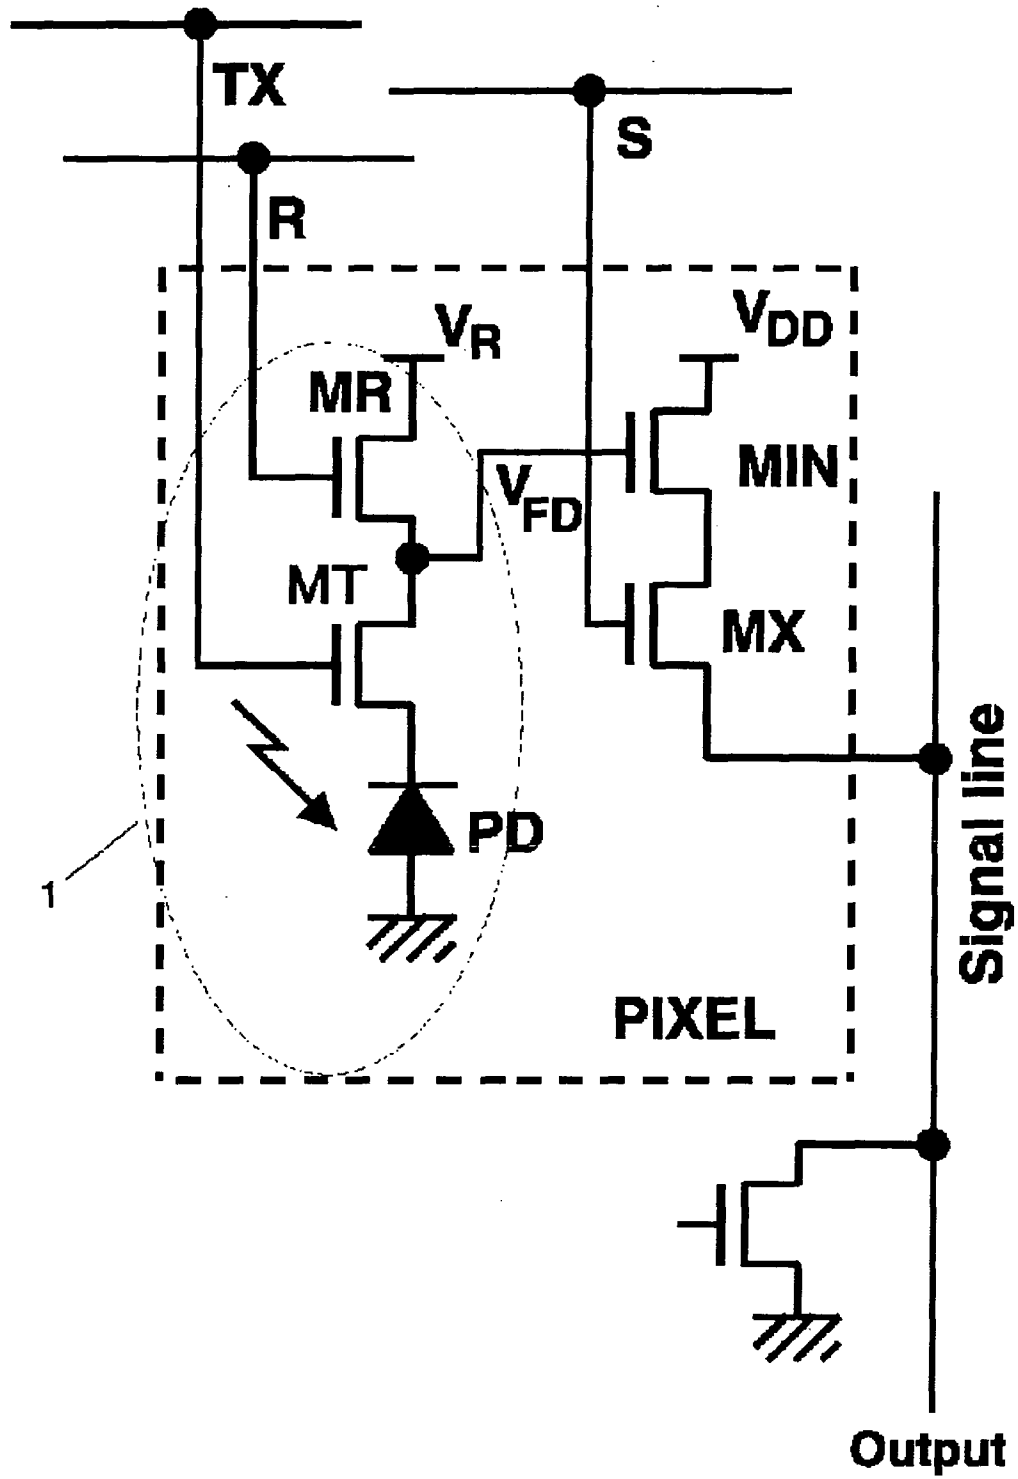 TX
S
R
VR
VDD
MR
MIN
VFD
MT
MX
PD
1
Signal line
PIXEL
Output